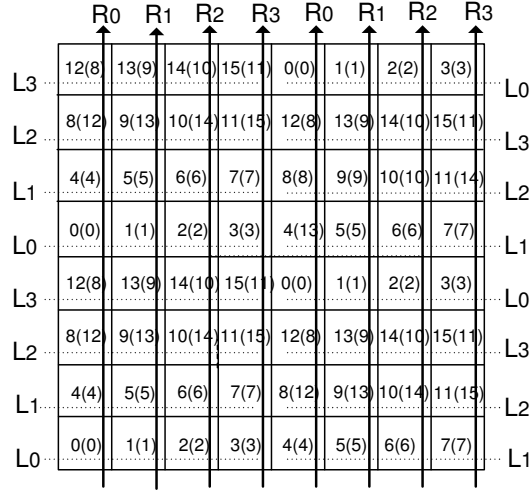 R0 R1 R2 R3 R0 R1 R2 R3
12(8) 13(9) 14(10) 15(11) 0(0) 1(1) 2(2) 3(3)
L3 L0
8(12) 9(13) 10(14) 11(15) 12(8) 13(9) 14(10) 15(11)
L2 L3
4(4) 5(5) 6(6) 7(7) 8(8) 9(9) 10(10) 11(14)
L1 L2
0(0) 1(1) 2(2) 3(3) 4(13) 5(5) 6(6) 7(7)
L0 L1
12(8) 13(9) 14(10) 15(11) 0(0) 1(1) 2(2) 3(3)
L3 L0
8(12) 9(13) 10(14) 11(15) 12(8) 13(9) 14(10) 15(11)
L2 L3
4(4) 5(5) 6(6) 7(7) 8(12) 9(13) 10(14) 11(15)
L1 L2
0(0) 1(1) 2(2) 3(3) 4(4) 5(5) 6(6) 7(7)
L0 L1